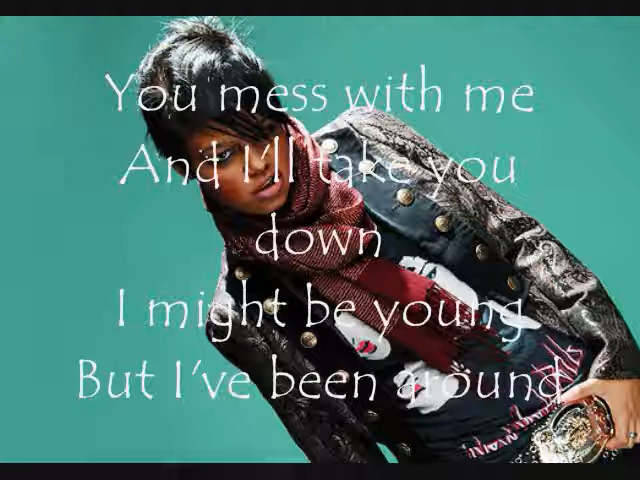 You mess with me
And I'll take you
down
I might be young
But I've been around